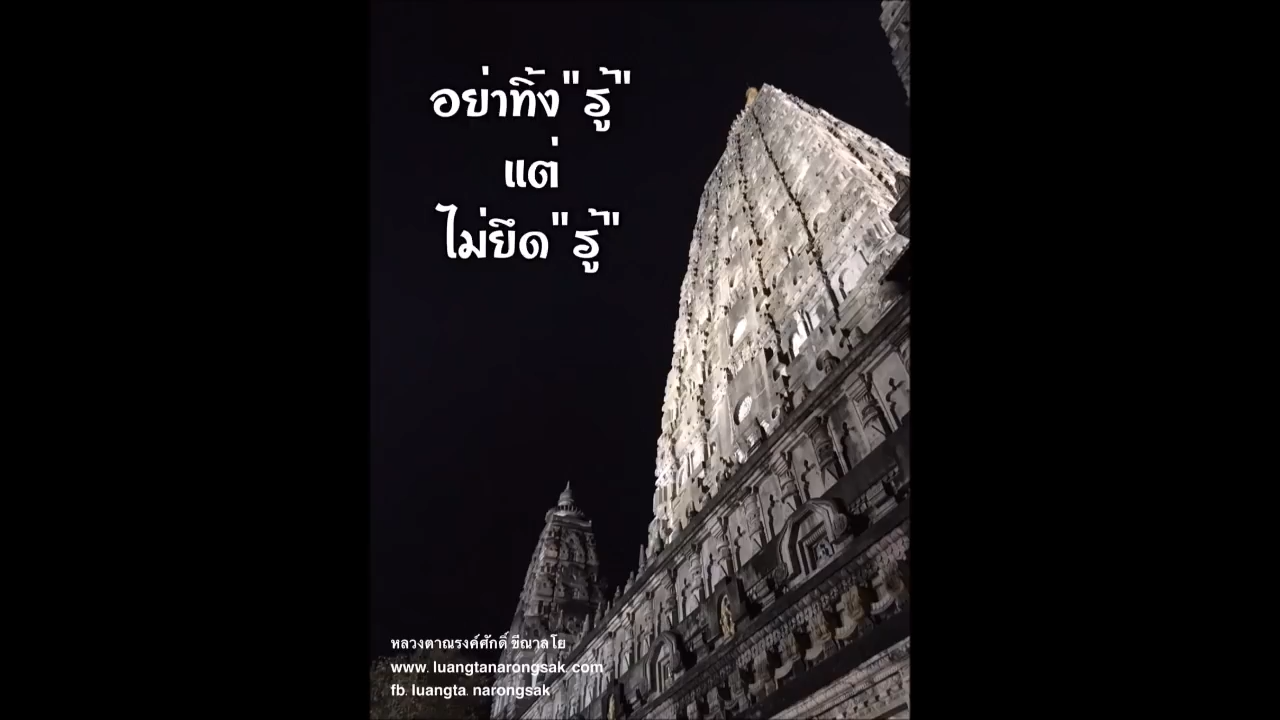 อย่าทิ้ง"รู้"
แต่
ไม่ยึด"รู้"
หลวงตาณรงค์ศักดิ์ ขีณาลโย
www.luangtanarongsak.com
fb.luangta.narongsak